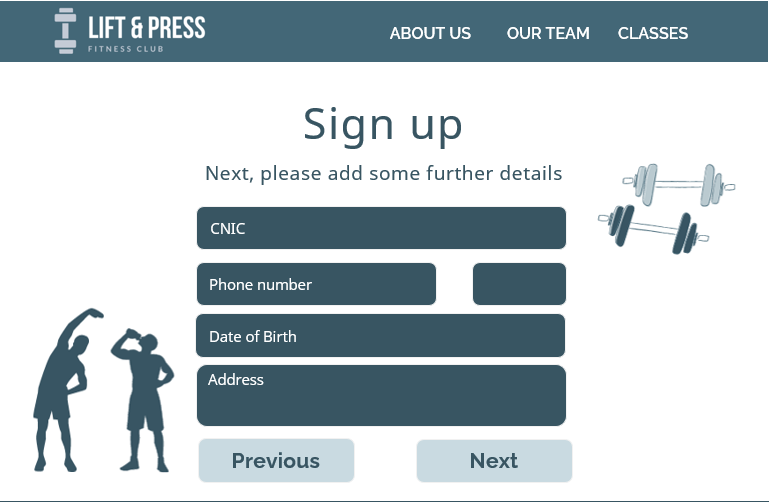 LIFT & PRESS
FITNESS CLUB
ABOUT US OUR TEAM CLASSES
Sign up
Next, please add some further details
CNIC
Phone number
Date of Birth
Address
Previous Next